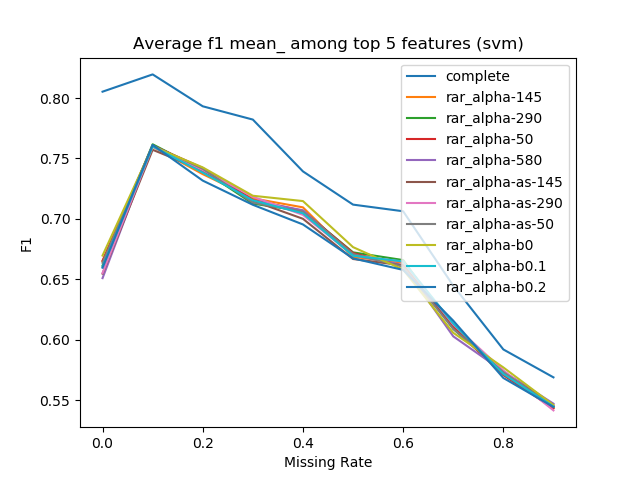 Average f1 mean_ among top 5 features (svm)
F1
0.80
0.75
0.70
0.65
0.60
0.55
complete
rar_alpha-145
rar_alpha-290
rar_alpha-50
rar_alpha-580
rar_alpha-as-145
rar_alpha-as-290
rar_alpha-as-50
rar_alpha-b0
rar_alpha-b0.1
rar_alpha-b0.2
0.0 0.2 0.4 0.6 0.8
Missing Rate